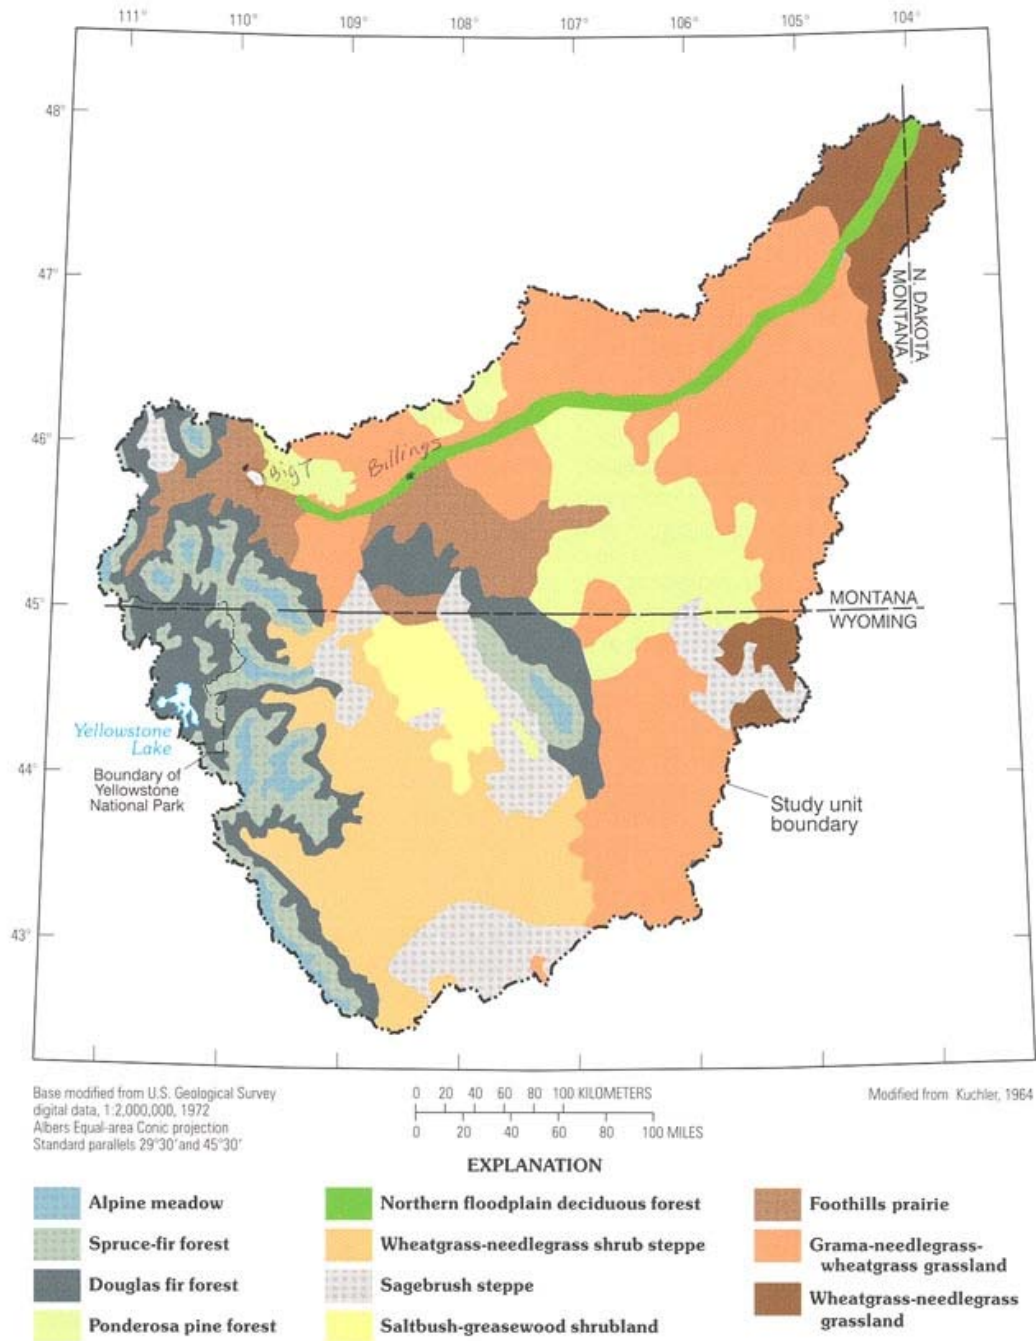 111° 110° 109° 108° 107° 106° 105° 104°
48°
47°
46°
45°
44°
43°
N. DAKOTA
MONTANA
BigT
Billings
MONTANA
WYOMING
Yellowstone
Lake
Boundary of
Yellowstone
National Park
Study unit
boundary
Base modified from U.S. Geological Survey
digital data, 1:2,000,000, 1972
Albers Equal-area Conic projection
Standard parallels 29°30' and 45°30'
0 20 40 60 80 100 KILOMETERS
0 20 40 60 80 100 MILES
Modified from Kuchler, 1964
EXPLANATION
Alpine meadow
Spruce-fir forest
Douglas fir forest
Ponderosa pine forest
Northern floodplain deciduous forest
Wheatgrass-needlegrass shrub steppe
Sagebrush steppe
Saltbush-greasewood shrubland
Foothills prairie
Grama-needlegrass-
wheatgrass grassland
Wheatgrass-needlegrass
grassland